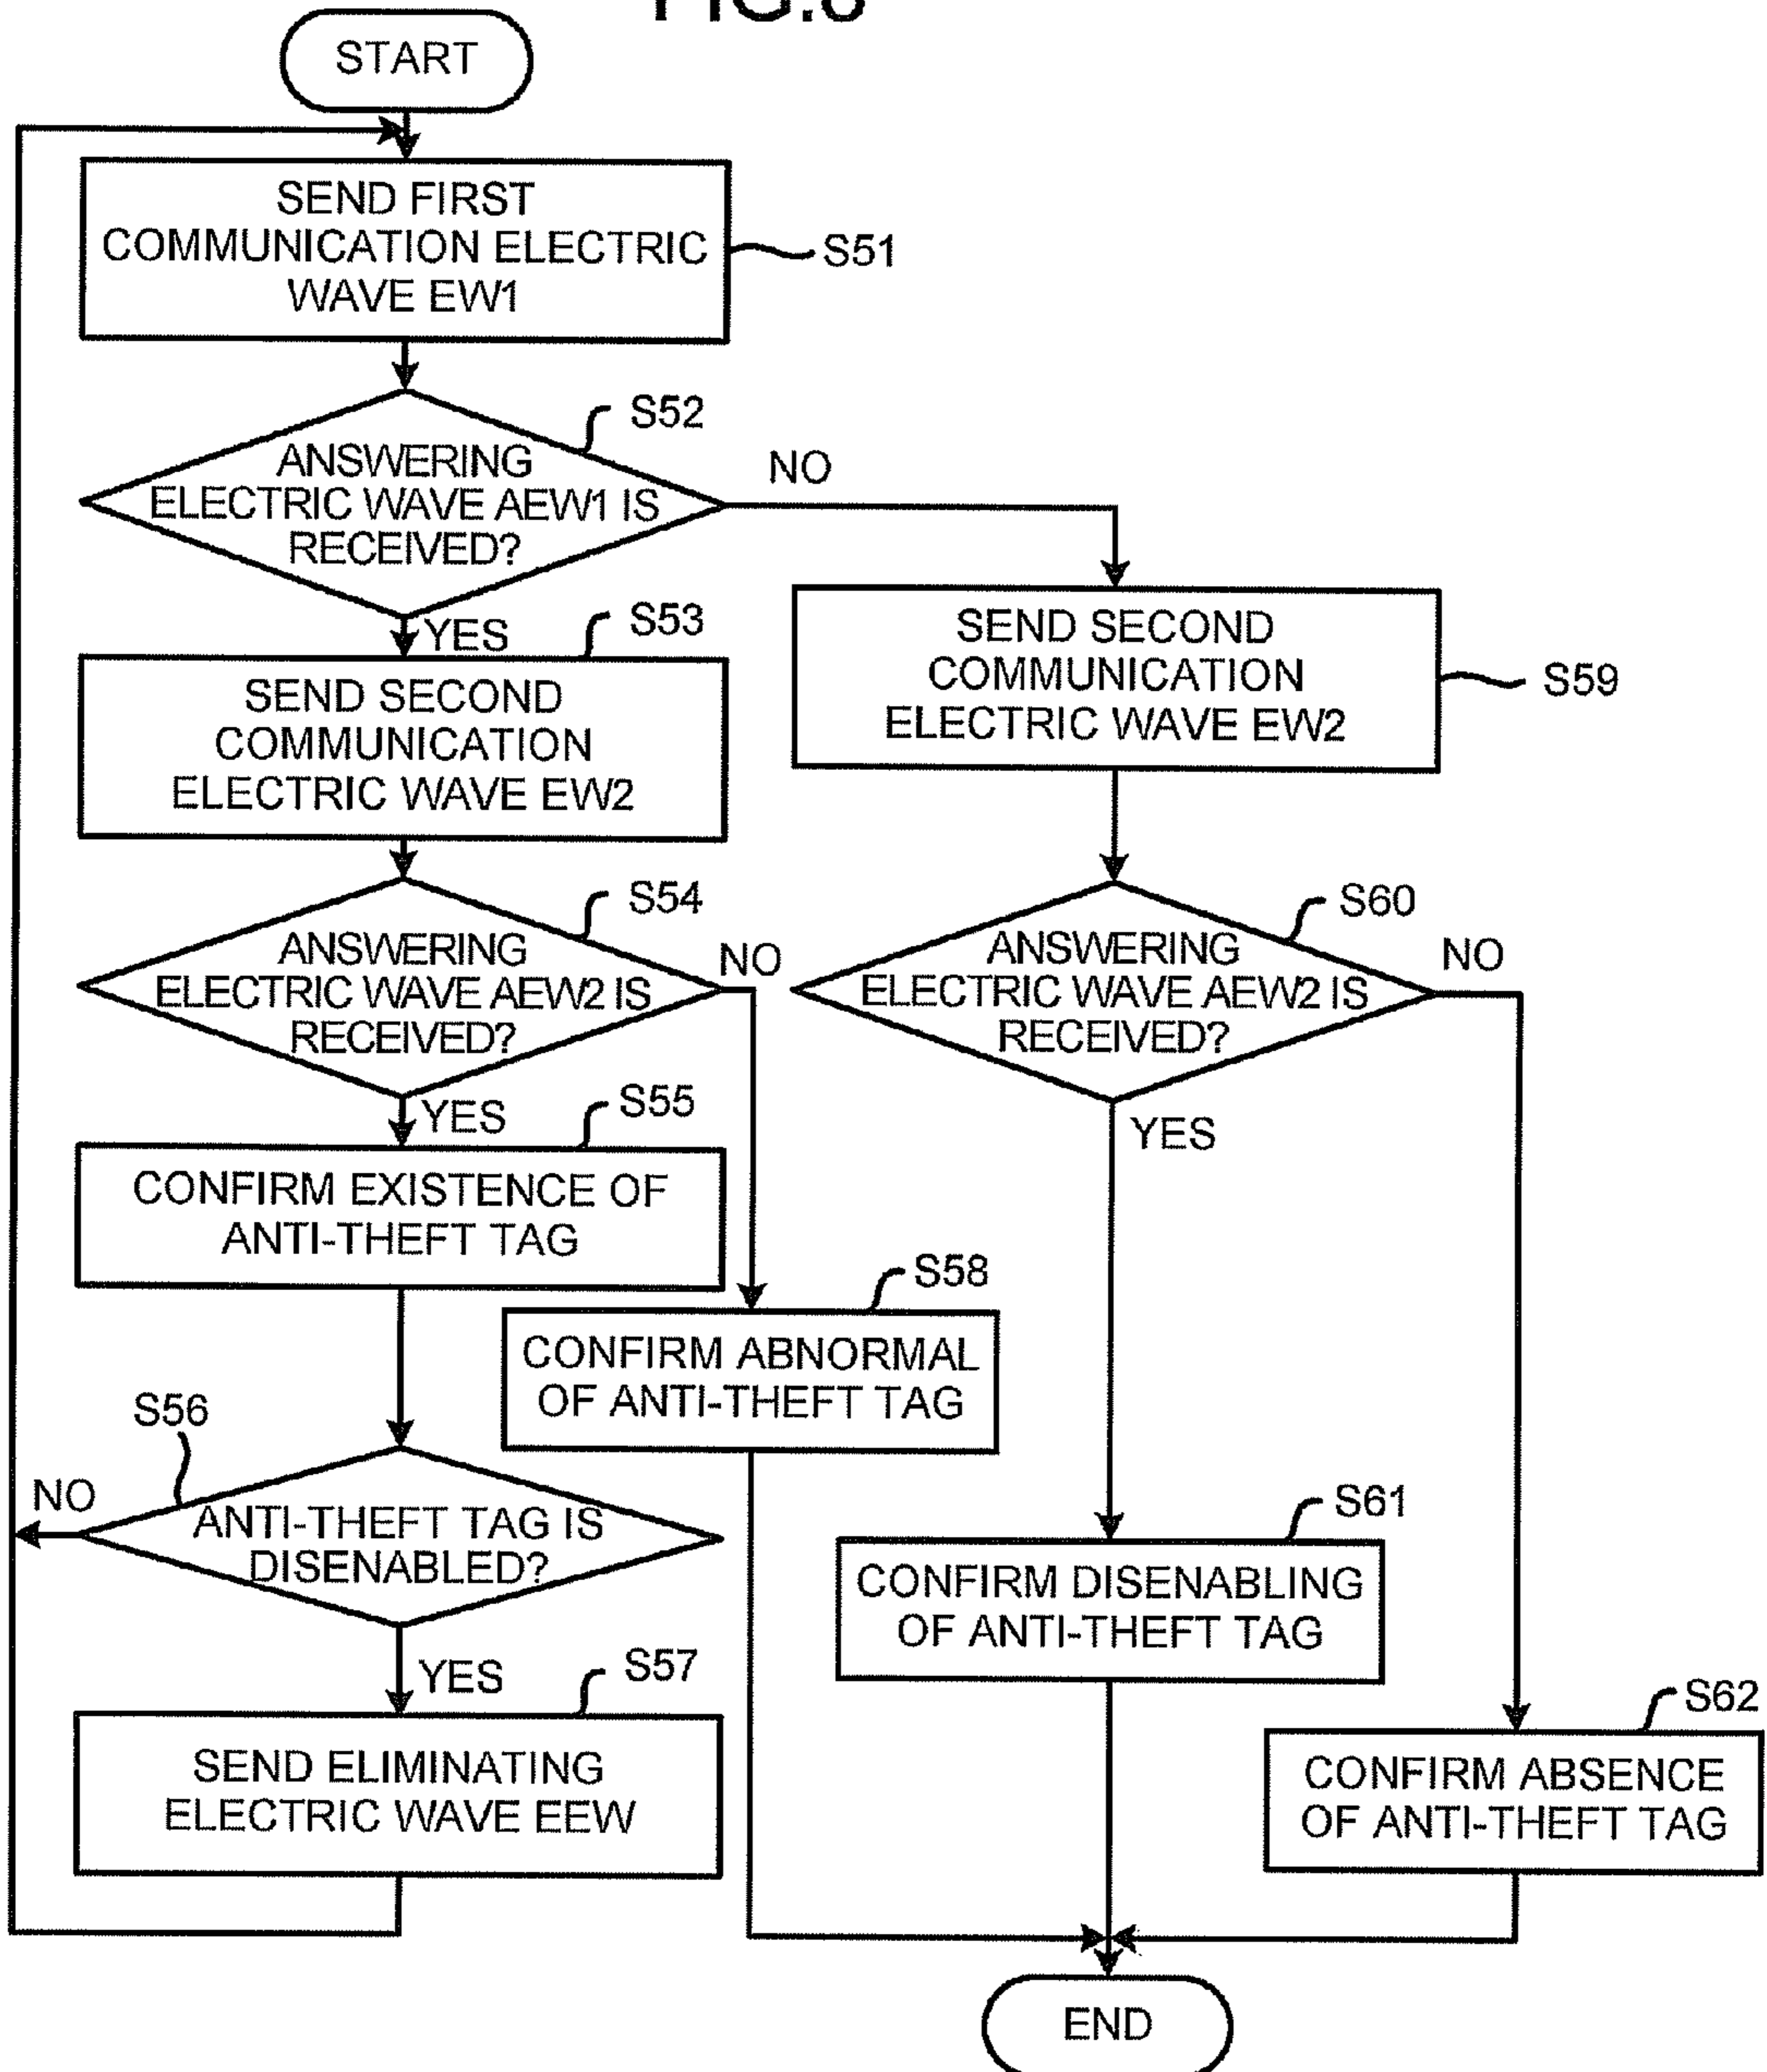 START
SEND FIRST
COMMUNICATION ELECTRIC
WAVE EW1
S51
S52
ANSWERING
ELECTRIC WAVE AEW1 IS
RECEIVED?
NO
YES
S53
SEND SECOND
COMMUNICATION
ELECTRIC WAVE EW2
SEND SECOND
COMMUNICATION
ELECTRIC WAVE EW2
S59
S54
ANSWERING
ELECTRIC WAVE AEW2 IS
RECEIVED?
NO
S60
ANSWERING
ELECTRIC WAVE AEW2 IS
RECEIVED?
NO
YES
S55
YES
CONFIRM EXISTENCE OF
ANTI-THEFT TAG
S58
CONFIRM ABNORMAL
OF ANTI-THEFT TAG
S56
NO
ANTI-THEFT TAG IS
DISENABLED?
S61
CONFIRM DISENABLING
OF ANTI-THEFT TAG
YES
S57
SEND ELIMINATING
ELECTRIC WAVE EEW
S62
CONFIRM ABSENCE
OF ANTI-THEFT TAG
END